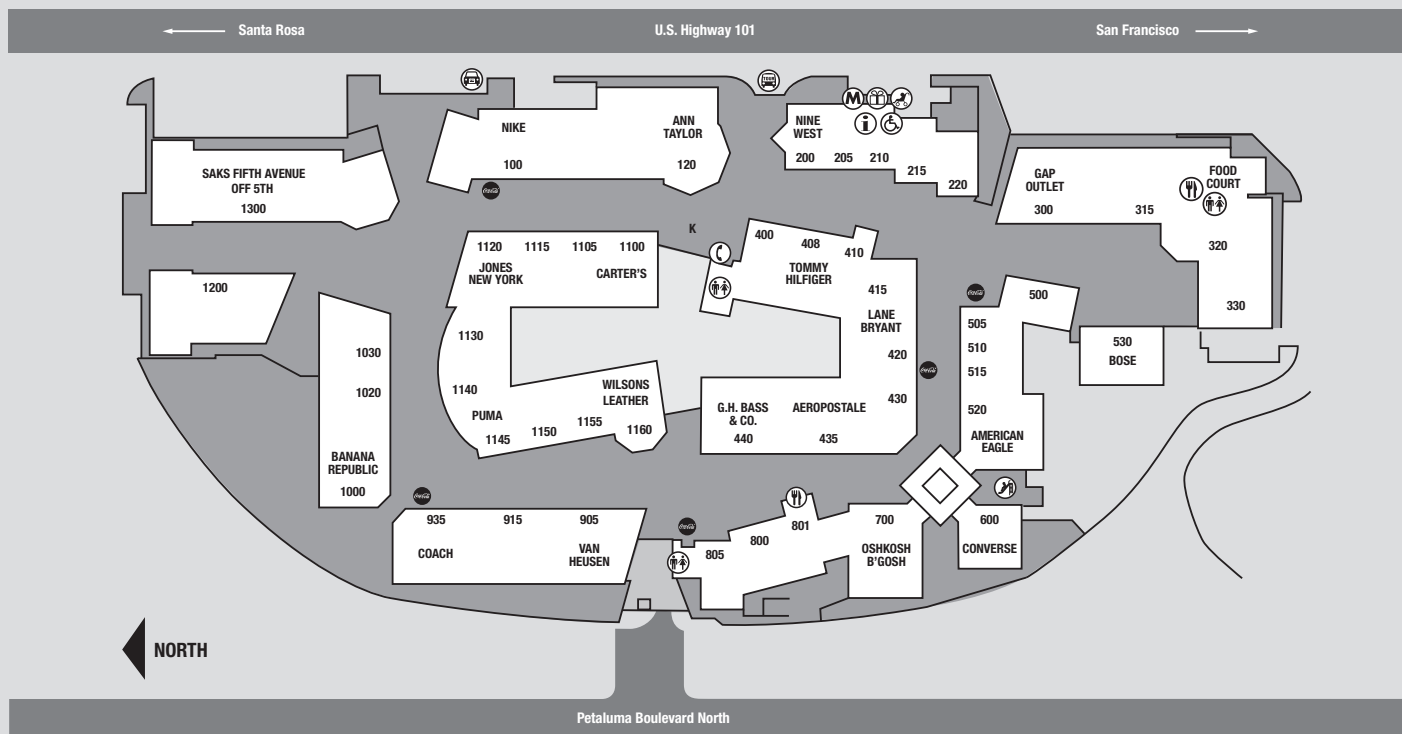 Santa Rosa
U.S. Highway 101
San Francisco
NIKE
100
ANN
TAYLOR
120
NINE
WEST
200
205
210
215
220
M
i
SAKS FIFTH AVENUE
OFF 5TH
1300
GAP
OUTLET
300
315
FOOD
COURT
320
330
K
1120
1115
1105
1100
JONES
NEW YORK
CARTER'S
400
408
410
TOMMY
HILFIGER
415
LANE
BRYANT
420
430
1200
1030
1020
BANANA
REPUBLIC
1000
1130
1140
PUMA
1145
1150
1155
WILSONS
LEATHER
1160
G.H. BASS
& CO.
440
AEROPOSTALE
435
500
505
510
515
520
AMERICAN
EAGLE
530
BOSE
935
915
905
COACH
VAN
HEUSEN
805
800
801
700
OSHKOSH
B'GOSH
600
CONVERSE
NORTH
Petaluma Boulevard North